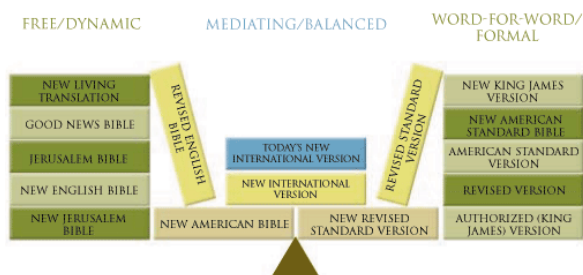 FREE/DYNAMIC
MEDIATING/BALANCED
WORD-FOR-WORD/
FORMAL
NEW LIVING
TRANSLATION
GOOD NEWS BIBLE
JERUSALEM BIBLE
NEW ENGLISH BIBLE
NEW JERUSALEM
BIBLE
REVISED ENGLISH
BIBLE
TODAY'S NEW
INTERNATIONAL VERSION
NEW INTERNATIONAL
VERSION
NEW AMERICAN BIBLE
NEW REVISED
STANDARD VERSION
REVISED STANDARD
VERSION
NEW KING JAMES
VERSION
NEW AMERICAN
STANDARD BIBLE
AMERICAN STANDARD
VERSION
REVISED VERSION
AUTHORIZED (KING
JAMES) VERSION